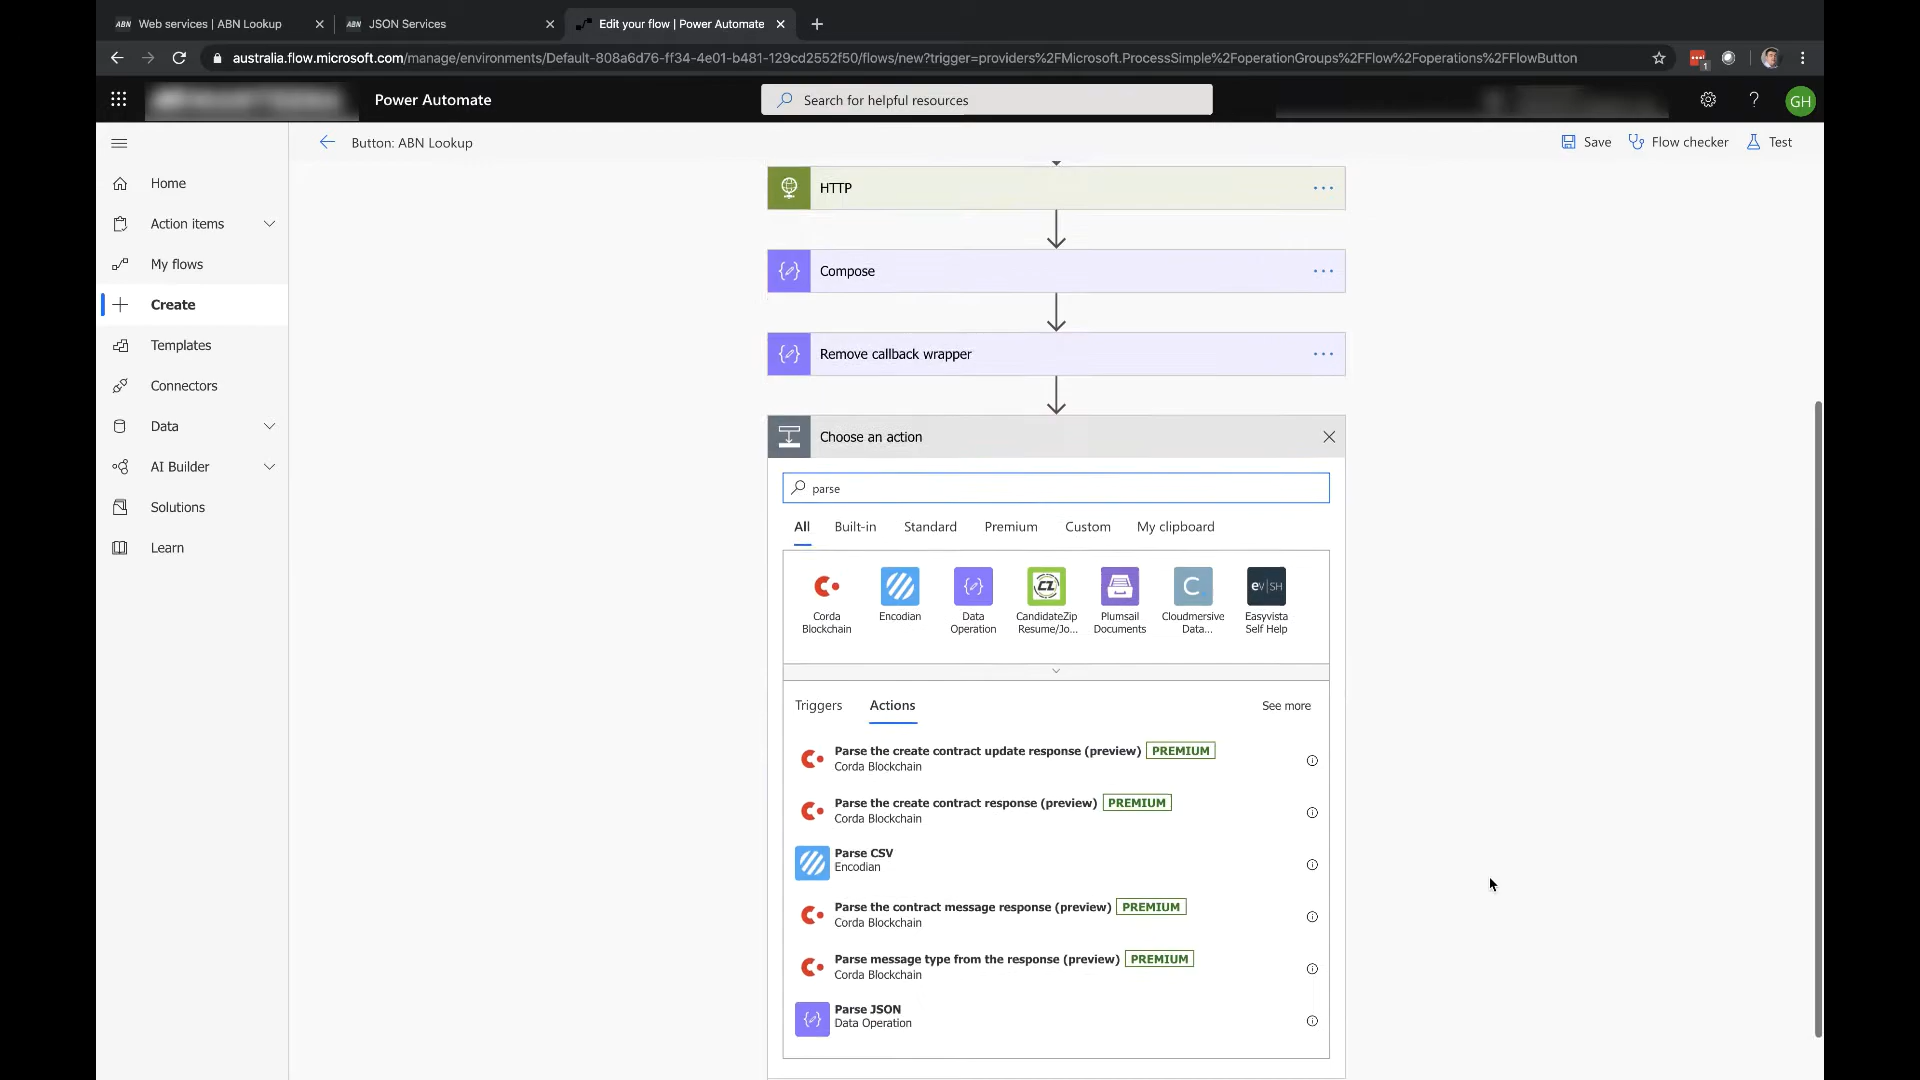 ABN Web services | ABN Lookup
ABN JSON Services
Edit your flow | Power Automate
australia.flow.microsoft.com/manage/environments/Default-808a6d76-ff34-4e01-b481-129cd2552f50/flows/new?trigger=providers%2FMicrosoft.ProcessSimple%2FoperationGroups%2FFlow%2Foperations%2FFlowButton
1
Power Automate
Search for helpful resources
?
GH
Button: ABN Lookup
Save
Flow checker
Test
Home
Action items
My flows
Create
Templates
Connectors
Data
AI Builder
Solutions
Learn
HTTP
Compose
Remove callback wrapper
Choose an action
parse
All
Built-in
Standard
Premium
Custom
My clipboard
Corda
Blockchain
Encodian
Data
Operation
CZ
CandidateZip
Resume/Jo...
Plumsail
Documents
C
Cloudmersive
Data...
eV|SH
Easyvista
Self Help
Triggers
Actions
See more
Parse the create contract update response (preview) PREMIUM
Corda Blockchain
Parse the create contract response (preview) PREMIUM
Corda Blockchain
Parse CSV
Encodian
Parse the contract message response (preview) PREMIUM
Corda Blockchain
Parse message type from the response (preview) PREMIUM
Corda Blockchain
Parse JSON
Data Operation